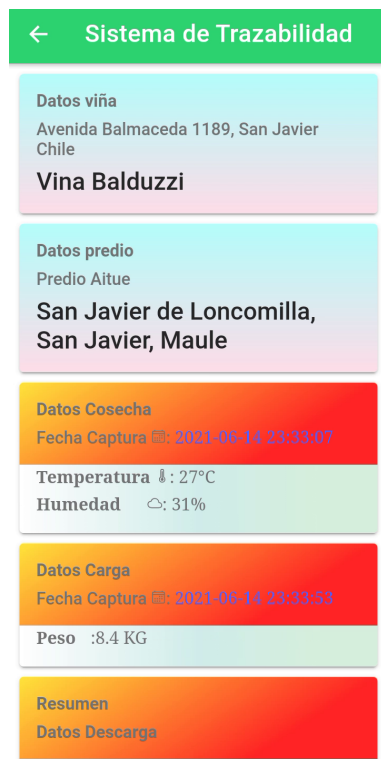 Sistema de Trazabilidad
Datos viña
Avenida Balmaceda 1189, San Javier
Chile
Vina Balduzzi
Datos predio
Predio Aitue
San Javier de Loncomilla,
San Javier, Maule
Datos Cosecha
Fecha Captura : 2021-06-14 23:33:07
Temperatura : 27°C
Humedad : 31%
Datos Carga
Fecha Captura : 2021-06-14 23:33:53
Peso :8.4 KG
Resumen
Datos Descarga